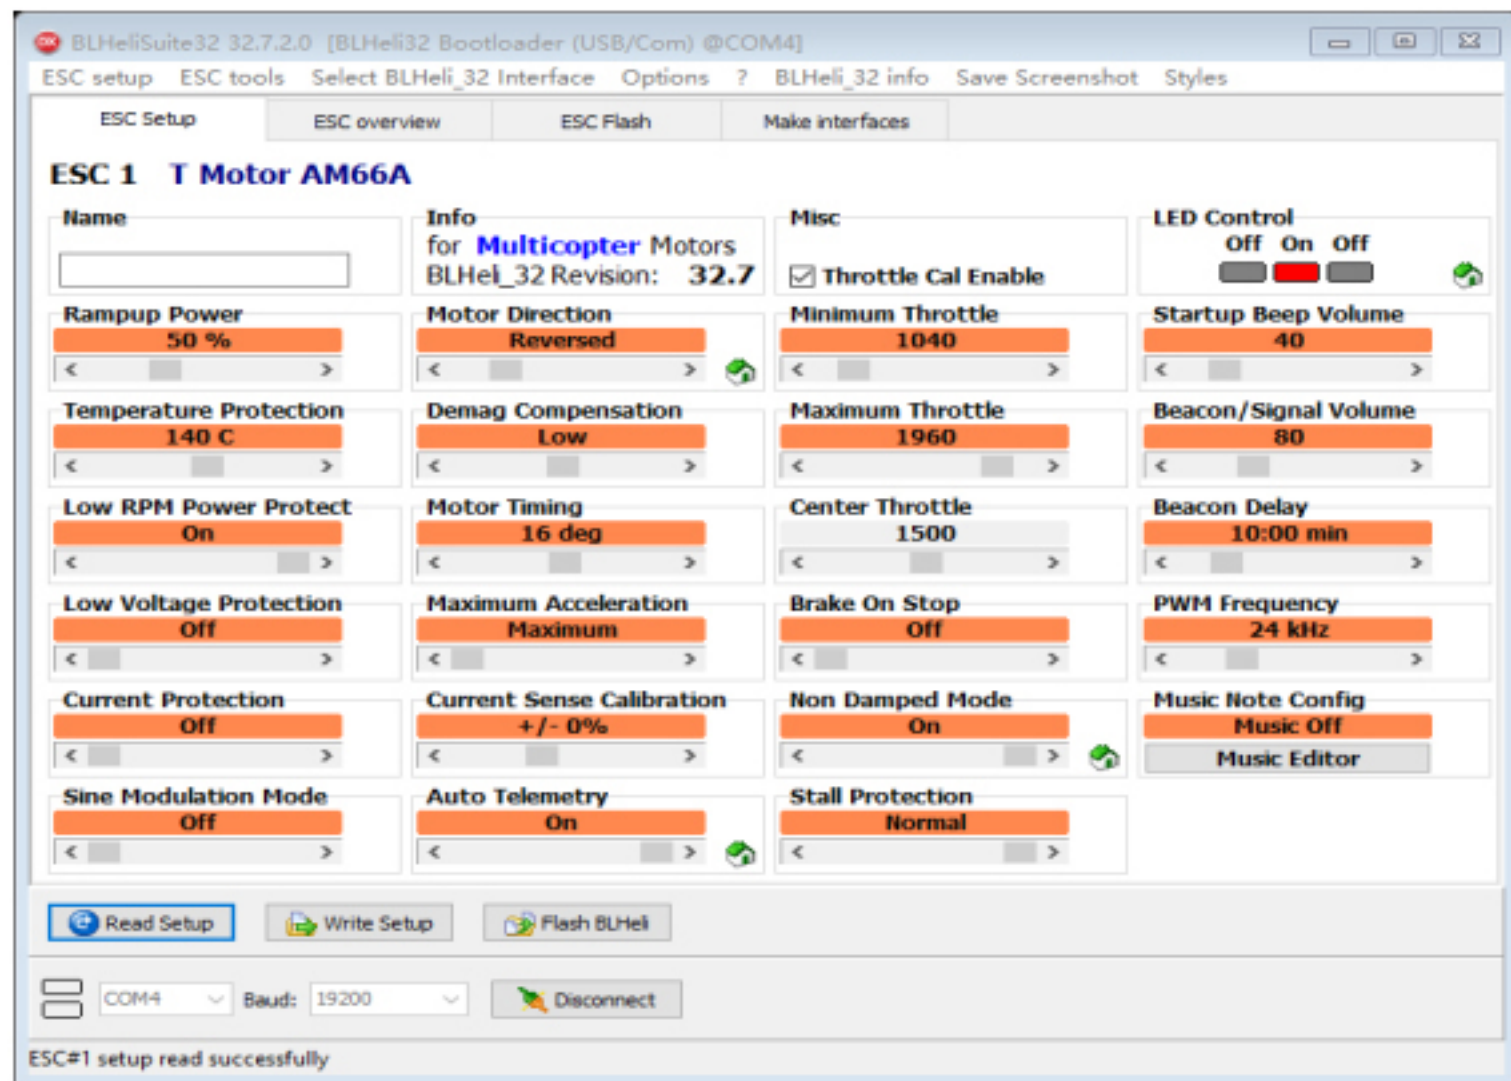 BLHeliSuite32 32.7.2.0 [BLHeli32 Bootloader (USB/Com) @COM4]
ESC setup ESC tools Select BLHeli_32 Interface Options ? BLHeli_32 info Save Screenshot Styles
ESC Setup ESC overview ESC Flash Make interfaces
ESC 1 T Motor AM66A
Name Info Misc LED Control
for Multicopter Motors Off On Off
BLHeli_32 Revision: 32.7 Throttle Cal Enable
Rampup Power Motor Direction Minimum Throttle Startup Beep Volume
50 % Reversed 1040 40
Temperature Protection Demag Compensation Maximum Throttle Beacon/Signal Volume
140 C Low 1960 80
Low RPM Power Protect Motor Timing Center Throttle Beacon Delay
On 16 deg 1500 10:00 min
Low Voltage Protection Maximum Acceleration Brake On Stop PWM Frequency
Off Maximum Off 24 kHz
Current Protection Current Sense Calibration Non Damped Mode Music Note Config
Off +/- 0% On Music Off
Music Editor
Sine Modulation Mode Auto Telemetry Stall Protection
Off On Normal
Read Setup Write Setup Flash BLHeli
COM4 Baud: 19200 Disconnect
ESC#1 setup read successfully